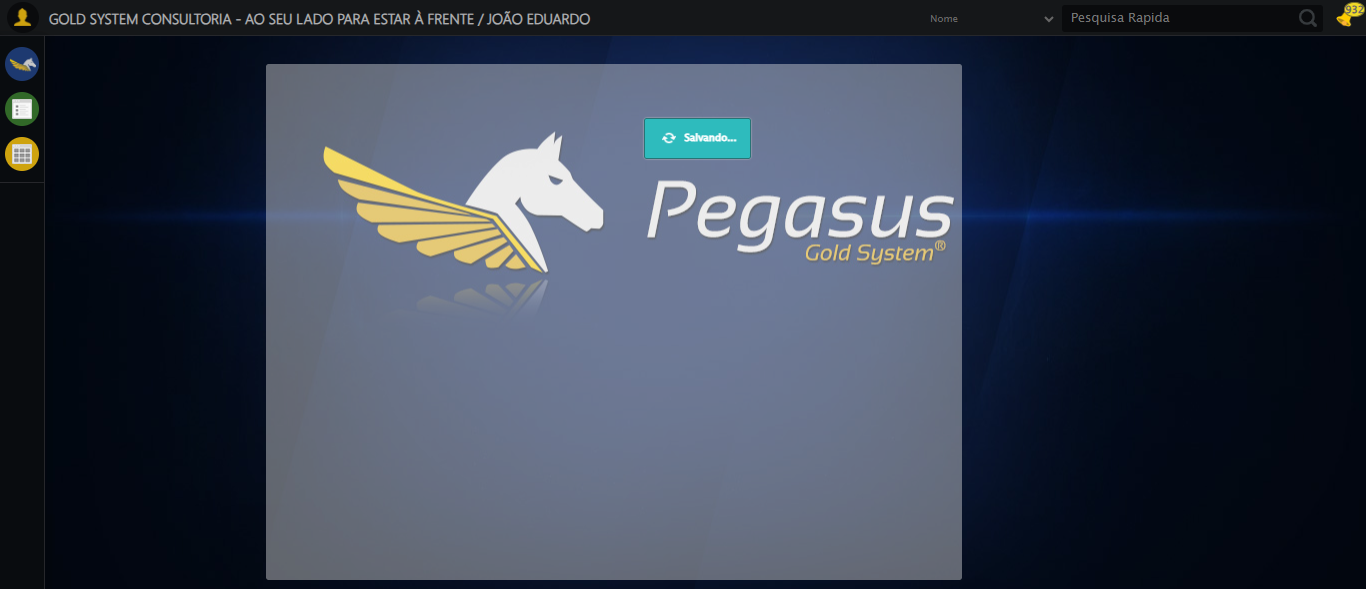 GOLD SYSTEM CONSULTORIA - AO SEU LADO PARA ESTAR À FRENTE / JOÃO EDUARDO
Nome
Pesquisa Rapida
932
Salvando...
Pegasus
Gold System®